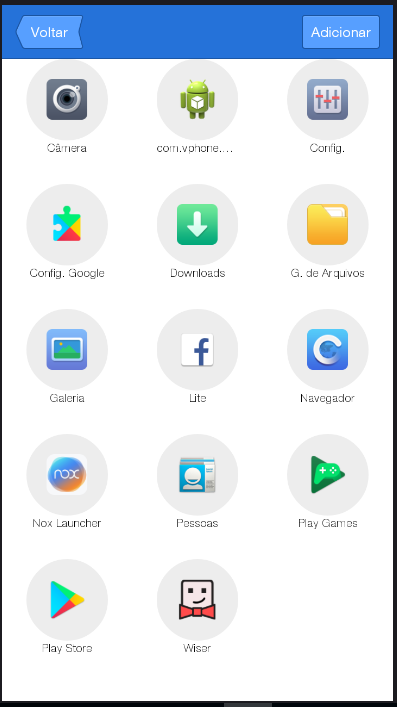 Voltar Adicionar
Câmera com.vphone.... Config.
Config. Google Downloads G. de Arquivos
Galeria Lite Navegador
nox
Nox Launcher Pessoas Play Games
Play Store Wiser